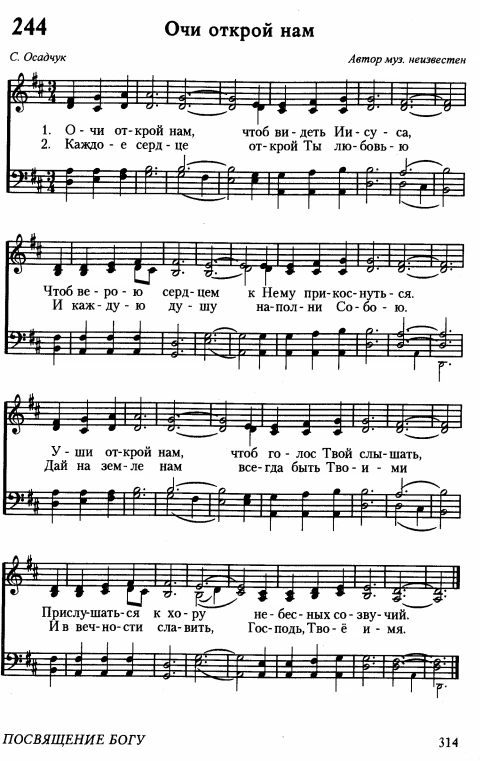 244
Очи открой нам
С. Осадчук
Автор муз. неизвестен
1. О-чи от-крой нам, чтоб ви-деть Ии-су-са,
2. Каждо-е серд-це от-крой Ты лю-бовь-ю
Чтоб ве-ро-ю серд-цем к Нему при-кос-нуть-ся.
И каж-ду-ю ду-шу на-пол-ни Со-бо-ю.
У-ши от-крой нам, чтоб го-лос Твой слы-шать,
Дай на зем-ле нам все-гда быть Тво-и-ми
Прислу-шать-ся к хо-ру не-бес-ных со-зву-чий.
И в веч-но-сти сла-вить, Гос-подь, Тво-ё и-мя.
ПОСВЯЩЕНИЕ БОГУ
314